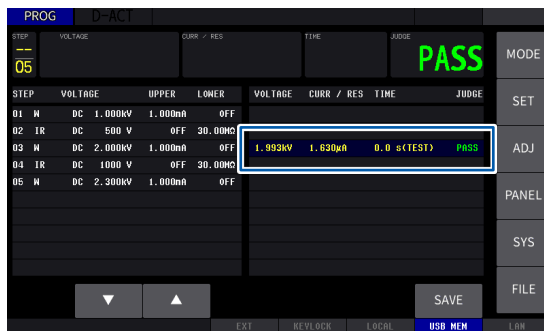 PROG D-ACT
STEP VOLTAGE CURR / RES TIME JUDGE
--
05
PASS
MODE
SET
ADJ
PANEL
SYS
FILE
STEP VOLTAGE UPPER LOWER VOLTAGE CURR / RES TIME JUDGE
01 W DC 1.000kV 1.000mA OFF
02 IR DC 500 V OFF 30.00MΩ
03 W DC 2.000kV 1.000mA OFF 1.993kV 1.630μA 0.0 s(TEST) PASS
04 IR DC 1000 V OFF 30.00MΩ
05 W DC 2.300kV 1.000mA OFF
▼ ▲ SAVE
EXT KEYLOCK LOCAL USB MEM LAN